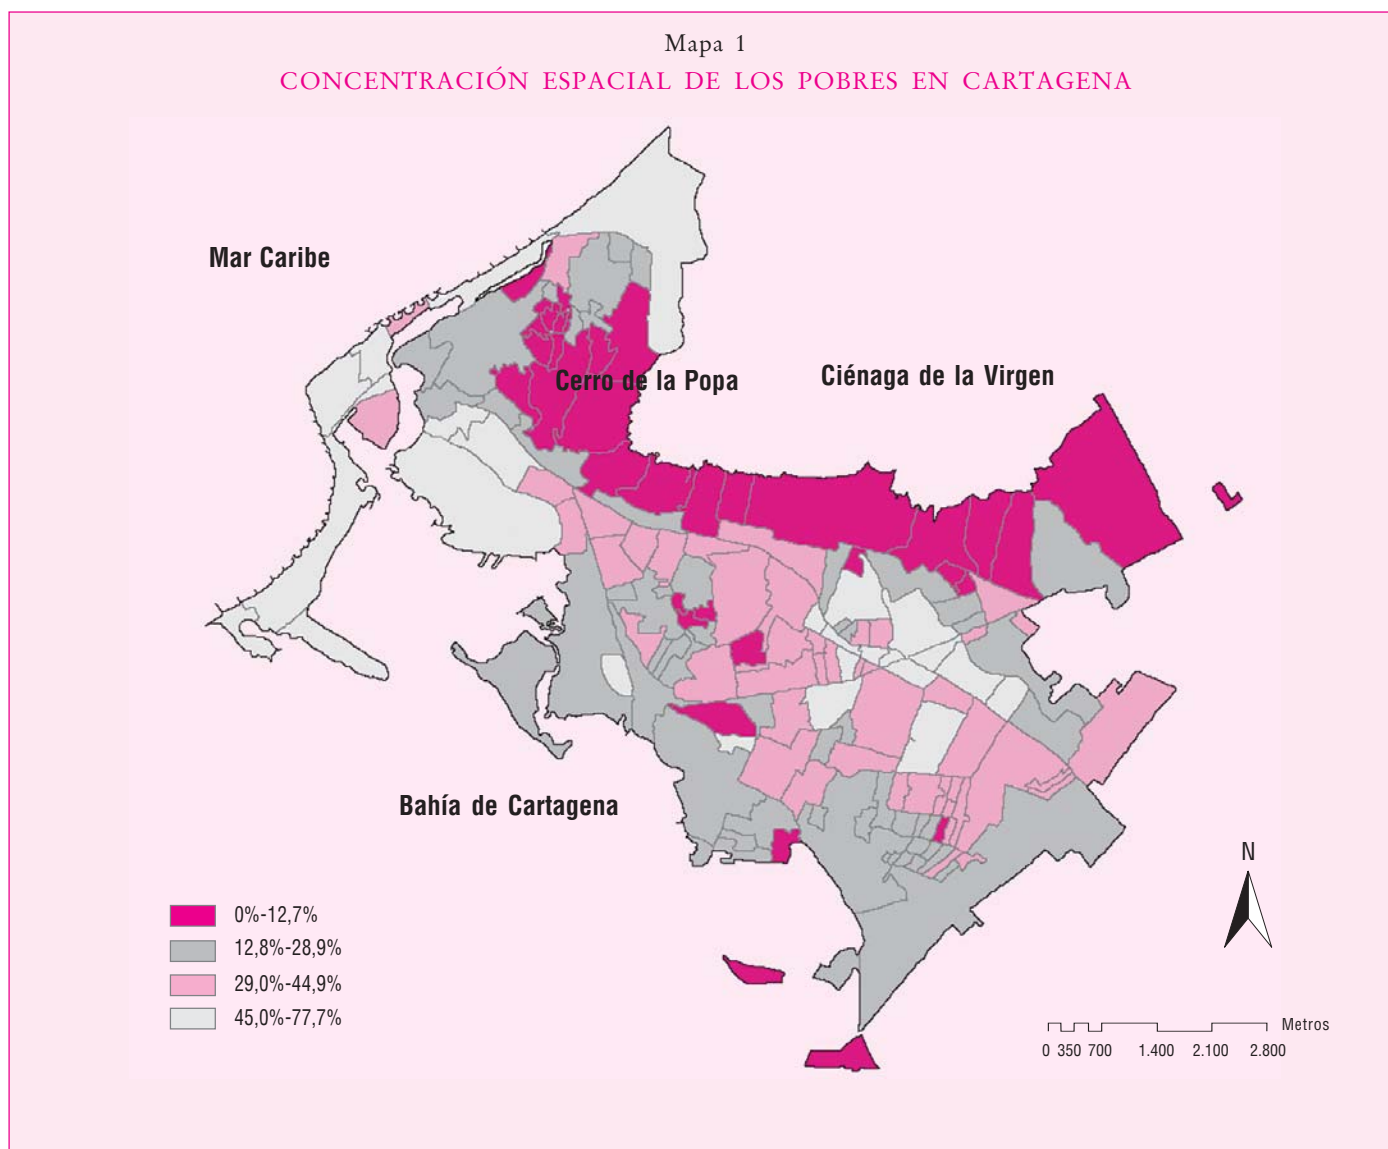 Mapa 1
CONCENTRACIÓN ESPACIAL DE LOS POBRES EN CARTAGENA
Mar Caribe
Cerro de la Popa
Ciénaga de la Virgen
Bahía de Cartagena
0%-12,7%
12,8%-28,9%
29,0%-44,9%
45,0%-77,7%
N
Metros
0 350 700 1.400 2.100 2.800